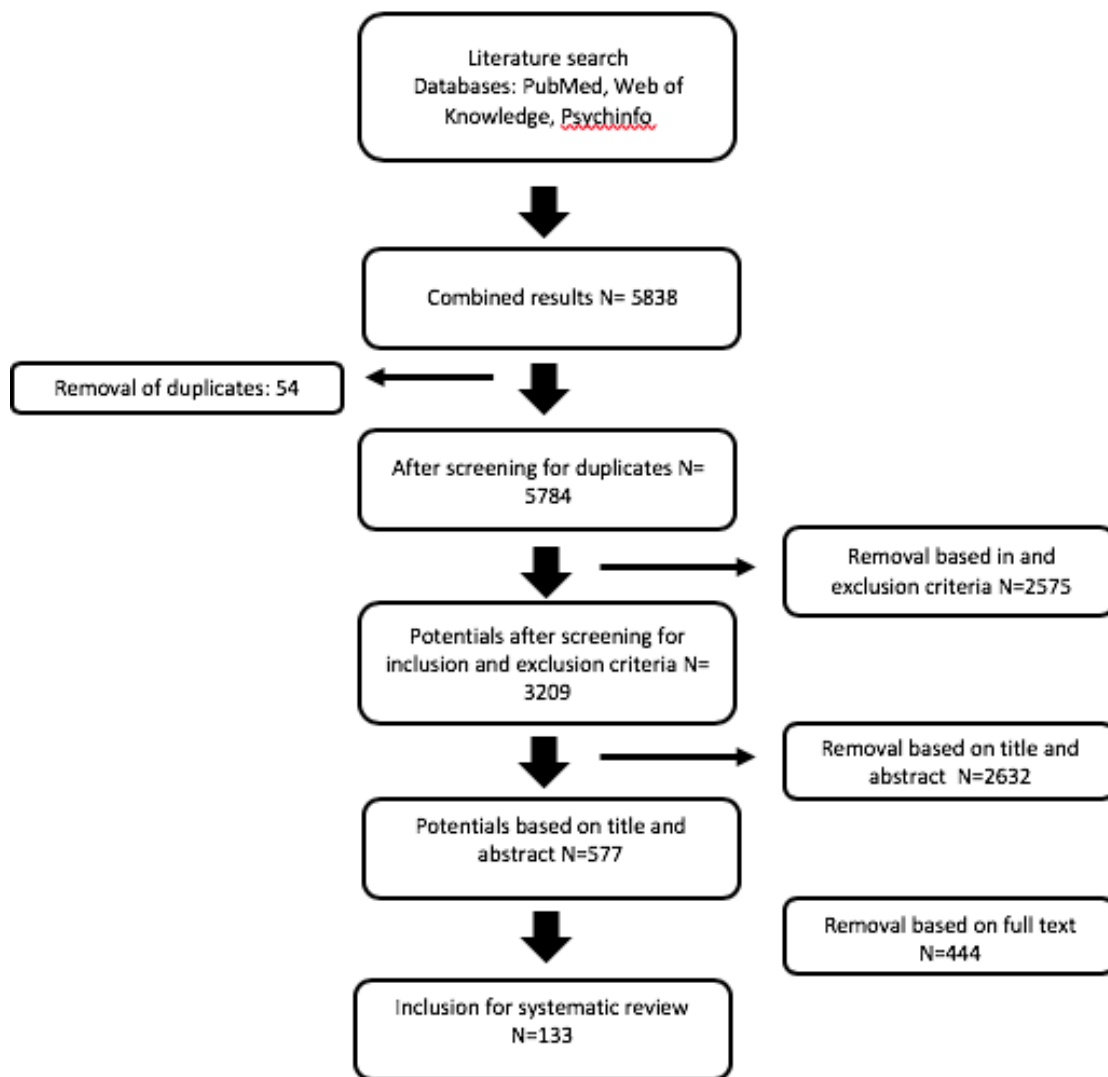 Literature search
Databases: PubMed, Web of
Knowledge, Psychinfo
Combined results N= 5838
Removal of duplicates: 54
After screening for duplicates N=
5784
Removal based in and
exclusion criteria N=2575
Potentials after screening for
inclusion and exclusion criteria N=
3209
Removal based on title and
abstract  N=2632
Potentials based on title and
abstract N=577
Removal based on full text
N=444
Inclusion for systematic review
N=133